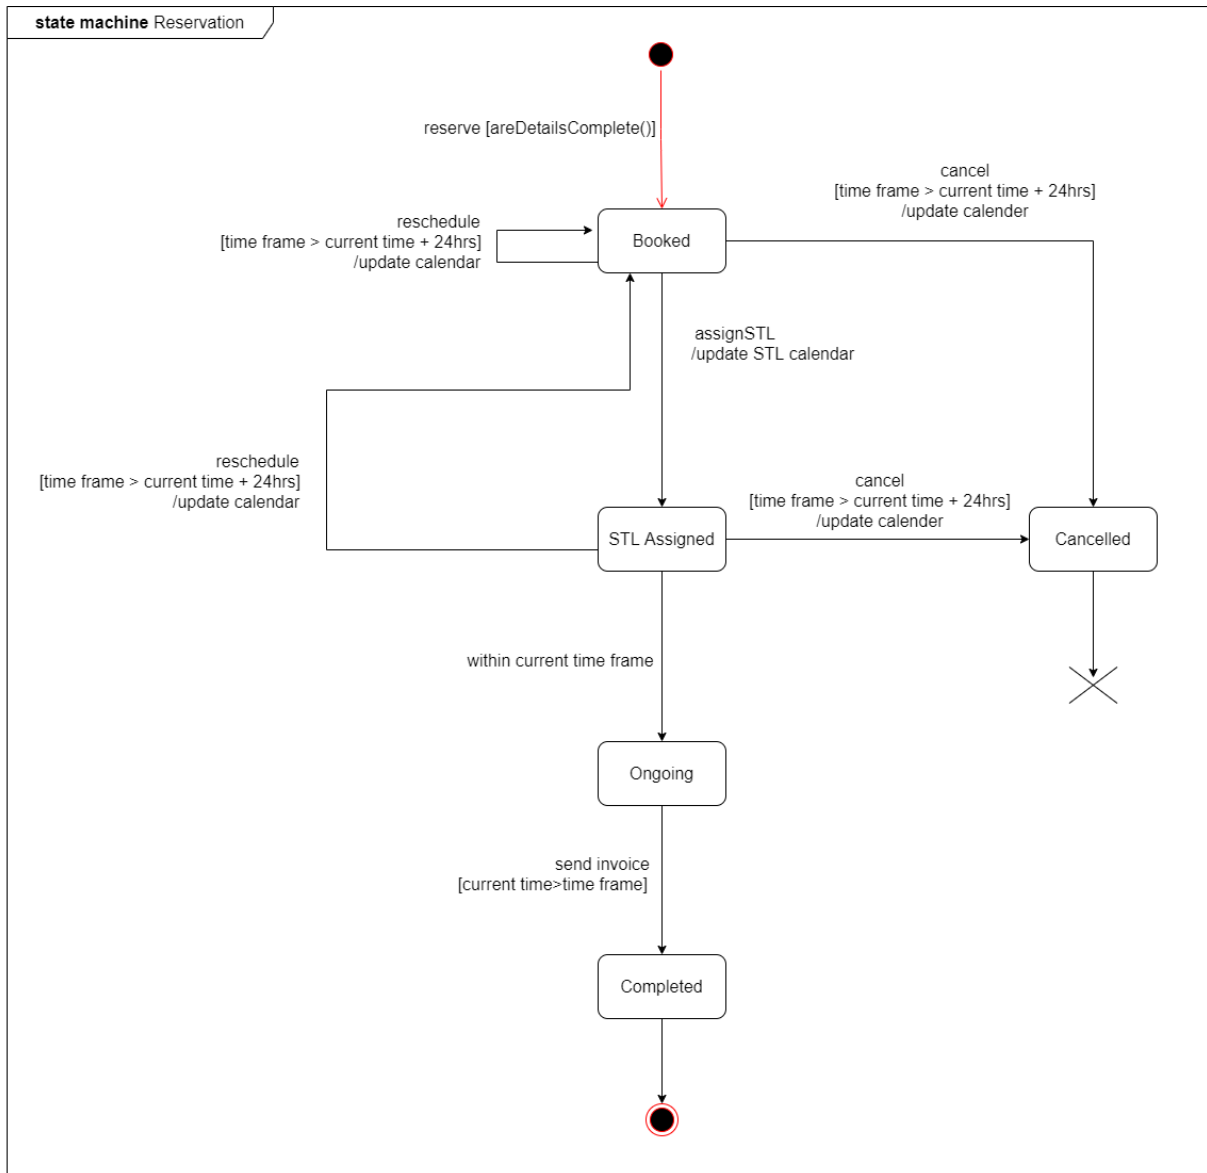 state machine Reservation
reserve [areDetailsComplete()]
cancel
[time frame > current time + 24hrs]
/update calender
reschedule
[time frame > current time + 24hrs]
/update calendar
Booked
assignSTL
/update STL calendar
reschedule
[time frame > current time + 24hrs]
/update calendar
cancel
[time frame > current time + 24hrs]
/update calender
STL Assigned
Cancelled
within current time frame
Ongoing
send invoice
[current time>time frame]
Completed